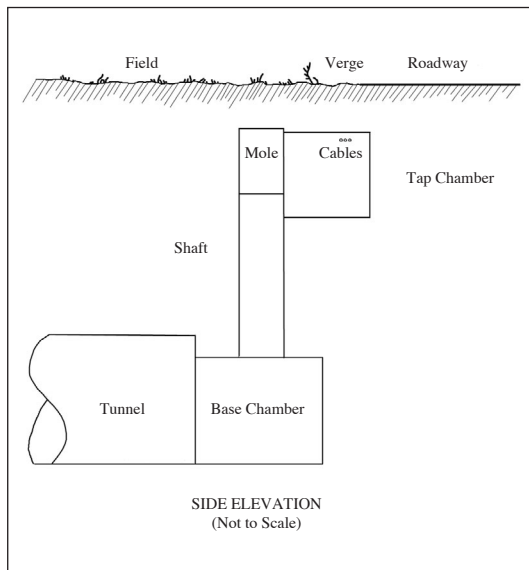 Field
Verge
Roadway
Mole
Cables
Tap Chamber
Shaft
Tunnel
Base Chamber
SIDE ELEVATION
(Not to Scale)